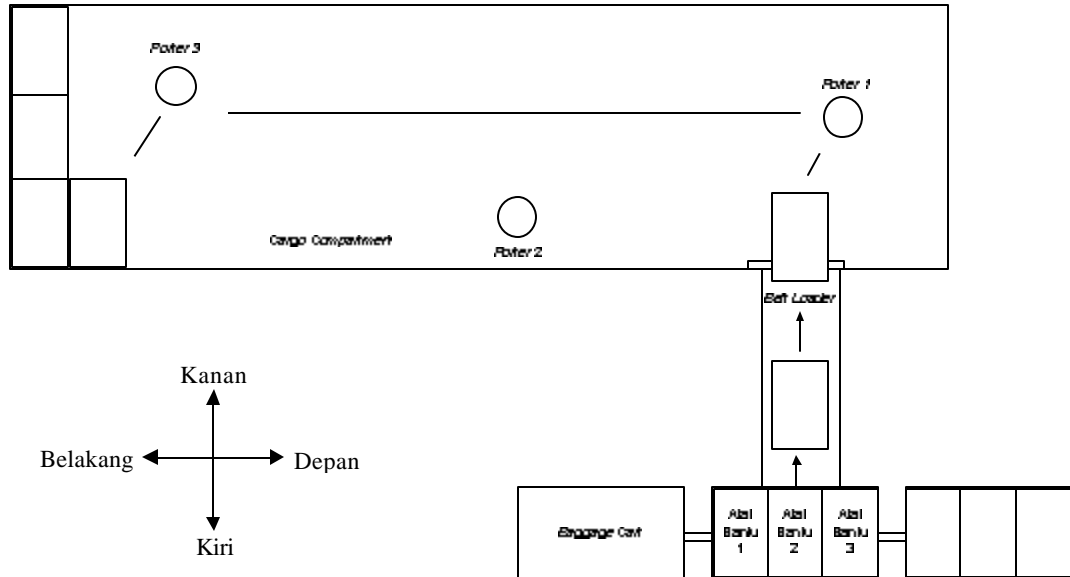 Porter 3
Porter 1
Cargo Compartment
Porter 2
Belt Loader
Kanan
Belakang
Depan
Kiri
Baggage Cart
Alat
Bantu
1
Alat
Bantu
2
Alat
Bantu
3